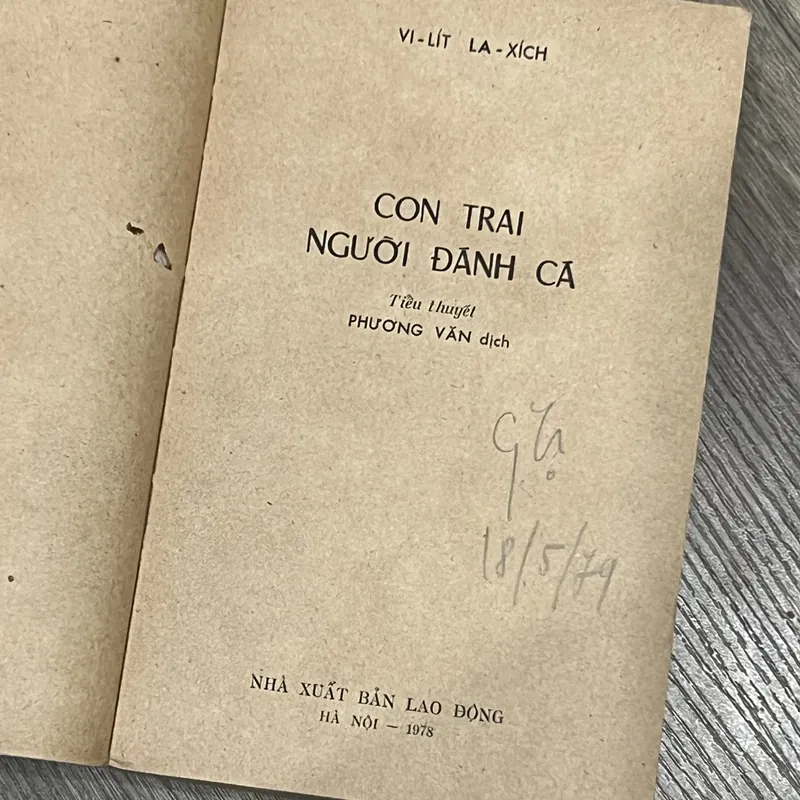 VI-LÍT LA-XÍCH
CON TRAI
NGƯỜI ĐÁNH CÁ
Tiểu thuyết
PHƯƠNG VĂN dịch
18/5/79
NHÀ XUẤT BẢN LAO ĐỘNG
HÀ NỘI – 1978